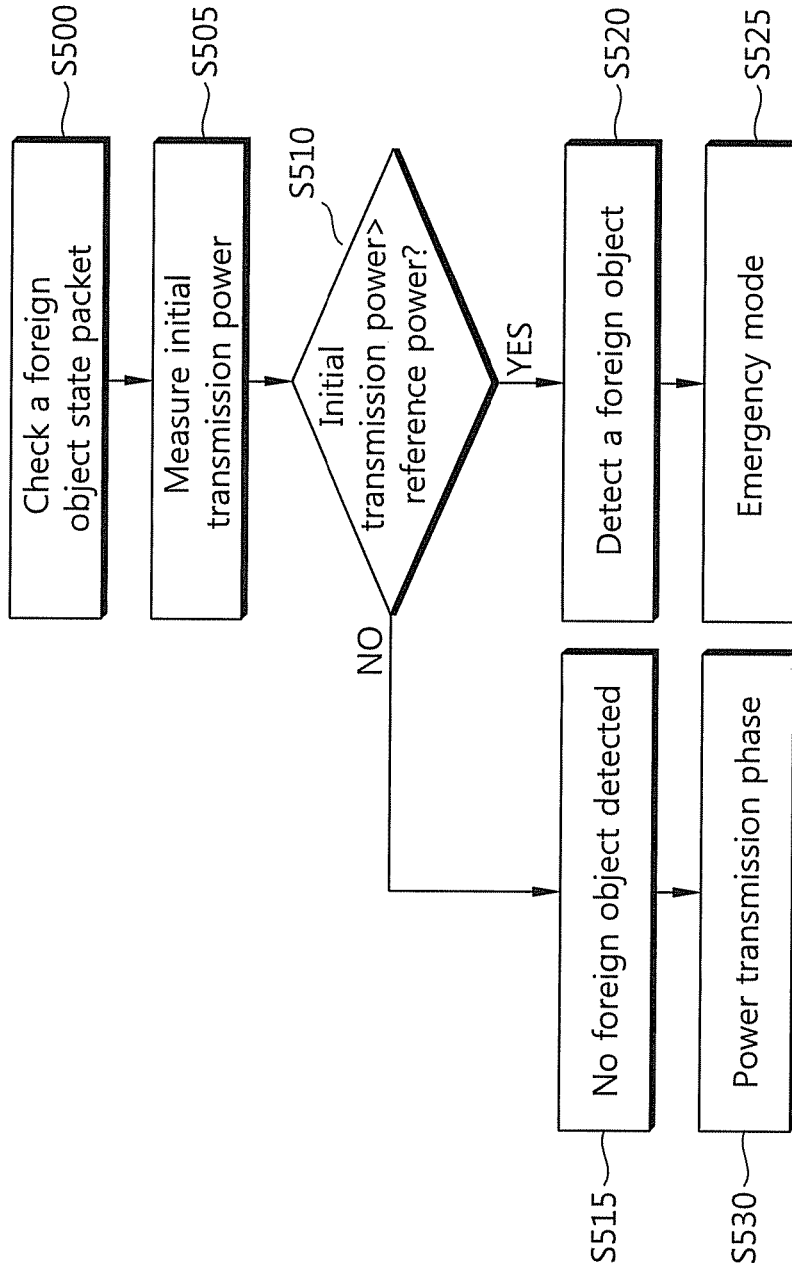 Check a foreign
object state packet
S500
Measure initial
transmission power
S505
S510
Initial
transmission power>
reference power?
NO
YES
No foreign object detected
S515
Detect a foreign object
S520
Power transmission phase
S530
Emergency mode
S525